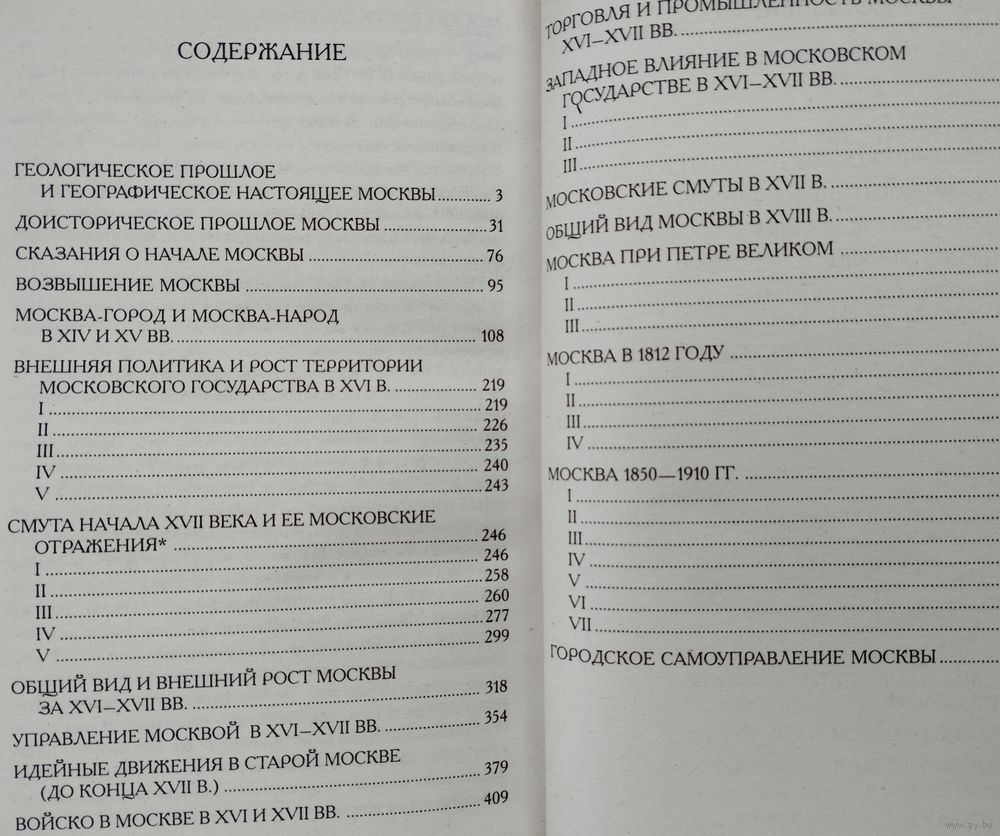 СОДЕРЖАНИЕ
ГЕОЛОГИЧЕСКОЕ ПРОШЛОЕ
И ГЕОГРАФИЧЕСКОЕ НАСТОЯЩЕЕ МОСКВЫ............ 3
ДОИСТОРИЧЕСКОЕ ПРОШЛОЕ МОСКВЫ .................... 31
СКАЗАНИЯ О НАЧАЛЕ МОСКВЫ .................... 76
ВОЗВЫШЕНИЕ МОСКВЫ .................... 95
МОСКВА-ГОРОД И МОСКВА-НАРОД
В XIV И XV ВВ..................... 108
ВНЕШНЯЯ ПОЛИТИКА И РОСТ ТЕРРИТОРИИ
МОСКОВСКОГО ГОСУДАРСТВА В XVI В. .................... 219
I .................... 219
II .................... 226
III .................... 235
IV .................... 240
V .................... 243
СМУТА НАЧАЛА XVII ВЕКА И ЕЕ МОСКОВСКИЕ
ОТРАЖЕНИЯ* .................... 246
I .................... 246
II .................... 258
III .................... 260
IV .................... 277
V .................... 299
ОБЩИЙ ВИД И ВНЕШНИЙ РОСТ МОСКВЫ
ЗА XVI–XVII ВВ. .................... 318
УПРАВЛЕНИЕ МОСКВОЙ В XVI–XVII ВВ. .................... 354
ИДЕЙНЫЕ ДВИЖЕНИЯ В СТАРОЙ МОСКВЕ
(ДО КОНЦА XVII В.) .................... 379
ВОЙСКО В МОСКВЕ В XVI И XVII ВВ. .................... 409
ТОРГОВЛЯ И ПРОМЫШЛЕННОСТЬ МОСКВЫ
XVI–XVII ВВ. ....................
ЗАПАДНОЕ ВЛИЯНИЕ В МОСКОВСКОМ
ГОСУДАРСТВЕ В XVI–XVII ВВ. ....................
I ....................
II ....................
III ....................
МОСКОВСКИЕ СМУТЫ В XVII В. ....................
ОБЩИЙ ВИД МОСКВЫ В XVIII В. ....................
МОСКВА ПРИ ПЕТРЕ ВЕЛИКОМ ....................
I ....................
II ....................
III ....................
МОСКВА В 1812 ГОДУ ....................
I ....................
II ....................
III ....................
IV ....................
МОСКВА 1850—1910 ГГ. ....................
I ....................
II ....................
III ....................
IV ....................
V ....................
VI ....................
VII ....................
ГОРОДСКОЕ САМОУПРАВЛЕНИЕ МОСКВЫ ....................
www.ay.by